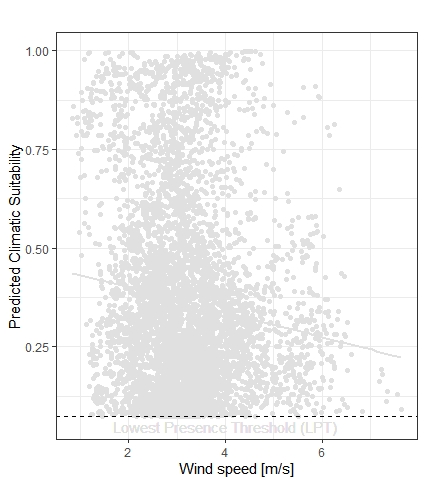 Predicted Climatic Suitability
1.00
0.75
0.50
0.25
Lowest Presence Threshold (LPT)
2 4 6
Wind speed [m/s]